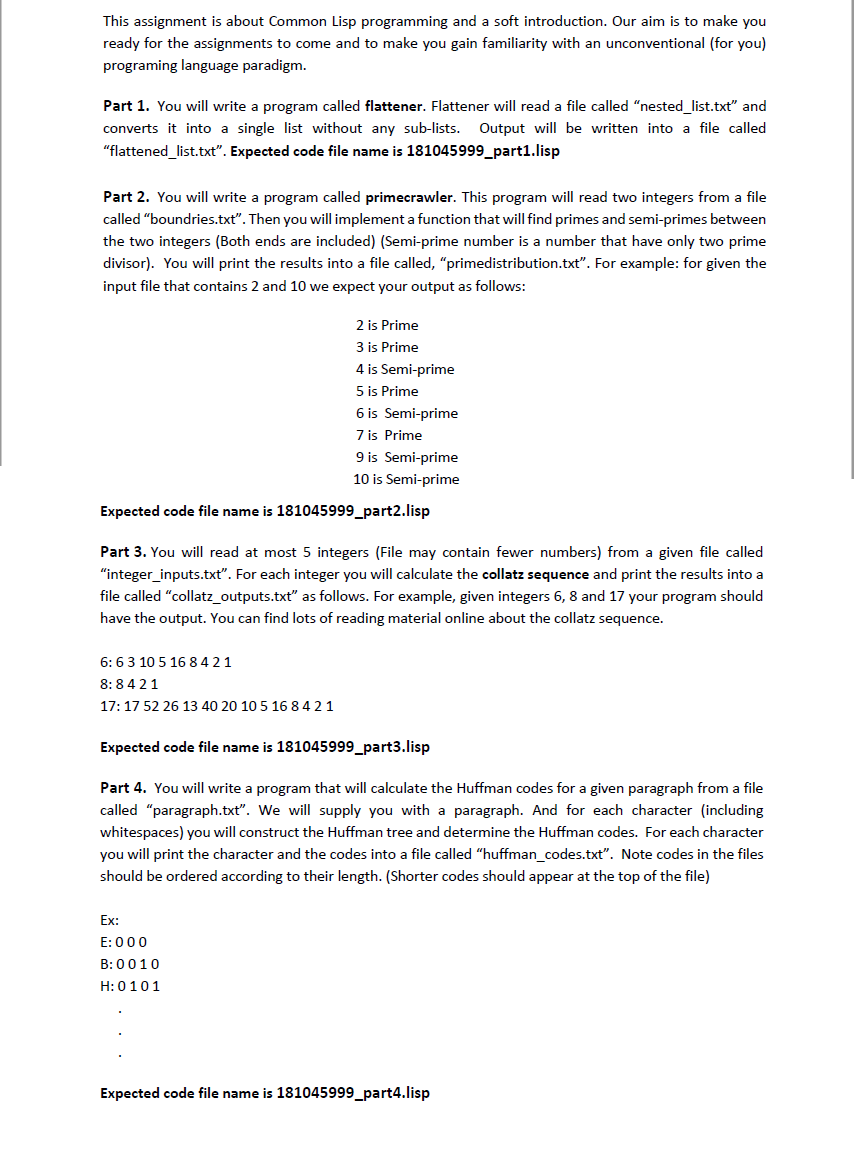 This assignment is about Common Lisp programming and a soft introduction. Our aim is to make you
ready for the assignments to come and to make you gain familiarity with an unconventional (for you)
programing language paradigm.
Part 1. You will write a program called flattener. Flattener will read a file called “nested_list.txt” and
converts it into a single list without any sub-lists. Output will be written into a file called
“flattened_list.txt”. Expected code file name is 181045999_part1.lisp
Part 2. You will write a program called primecrawler. This program will read two integers from a file
called “boundries.txt”. Then you will implement a function that will find primes and semi-primes between
the two integers (Both ends are included) (Semi-prime number is a number that have only two prime
divisor). You will print the results into a file called, “primedistribution.txt”. For example: for given the
input file that contains 2 and 10 we expect your output as follows:
2 is Prime
3 is Prime
4 is Semi-prime
5 is Prime
6 is Semi-prime
7 is Prime
9 is Semi-prime
10 is Semi-prime
Expected code file name is 181045999_part2.lisp
Part 3. You will read at most 5 integers (File may contain fewer numbers) from a given file called
“integer_inputs.txt”. For each integer you will calculate the collatz sequence and print the results into a
file called “collatz_outputs.txt” as follows. For example, given integers 6, 8 and 17 your program should
have the output. You can find lots of reading material online about the collatz sequence.
6: 6 3 10 5 16 8 4 2 1
8: 8 4 2 1
17: 17 52 26 13 40 20 10 5 16 8 4 2 1
Expected code file name is 181045999_part3.lisp
Part 4. You will write a program that will calculate the Huffman codes for a given paragraph from a file
called “paragraph.txt”. We will supply you with a paragraph. And for each character (including
whitespaces) you will construct the Huffman tree and determine the Huffman codes. For each character
you will print the character and the codes into a file called “huffman_codes.txt”. Note codes in the files
should be ordered according to their length. (Shorter codes should appear at the top of the file)
Ex:
E: 0 0 0
B: 0 0 1 0
H: 0 1 0 1
.
.
.
Expected code file name is 181045999_part4.lisp